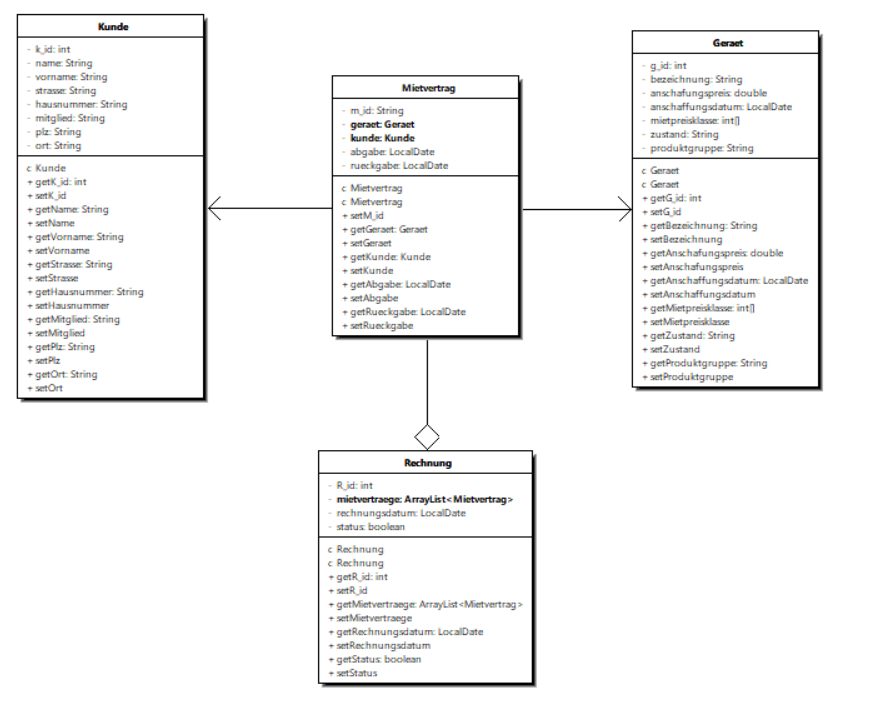 Kunde
- k_id: int
- name: String
- vorname: String
- strasse: String
- hausnummer: String
- mitglied: String
- plz: String
- ort: String
c Kunde
+ getK_id: int
+ setK_id
+ getName: String
+ setName
+ getVorname: String
+ setVorname
+ getStrasse: String
+ setStrasse
+ getHausnummer: String
+ setHausnummer
+ getMitglied: String
+ setMitglied
+ getPlz: String
+ setPlz
+ getOrt: String
+ setOrt
Mietvertrag
- m_id: String
- geraet: Geraet
- kunde: Kunde
- abgabe: LocalDate
- rueckgabe: LocalDate
c Mietvertrag
c Mietvertrag
+ setM_id
+ getGeraet: Geraet
+ setGeraet
+ getKunde: Kunde
+ setKunde
+ getAbgabe: LocalDate
+ setAbgabe
+ getRueckgabe: LocalDate
+ setRueckgabe
Geraet
- g_id: int
- bezeichnung: String
- anschafungspreis: double
- anschaffungsdatum: LocalDate
- mietpreisklasse: int[]
- zustand: String
- produktgruppe: String
c Geraet
c Geraet
+ getG_id: int
+ setG_id
+ getBezeichnung: String
+ setBezeichnung
+ getAnschafungspreis: double
+ setAnschafungspreis
+ getAnschaffungsdatum: LocalDate
+ setAnschaffungsdatum
+ getMietpreisklasse: int[]
+ setMietpreisklasse
+ getZustand: String
+ setZustand
+ getProduktgruppe: String
+ setProduktgruppe
Rechnung
- R_id: int
- mietvertraege: ArrayList<Mietvertrag>
- rechnungsdatum: LocalDate
- status: boolean
c Rechnung
c Rechnung
+ getR_id: int
+ setR_id
+ getMietvertraege: ArrayList<Mietvertrag>
+ setMietvertraege
+ getRechnungsdatum: LocalDate
+ setRechnungsdatum
+ getStatus: boolean
+ setStatus